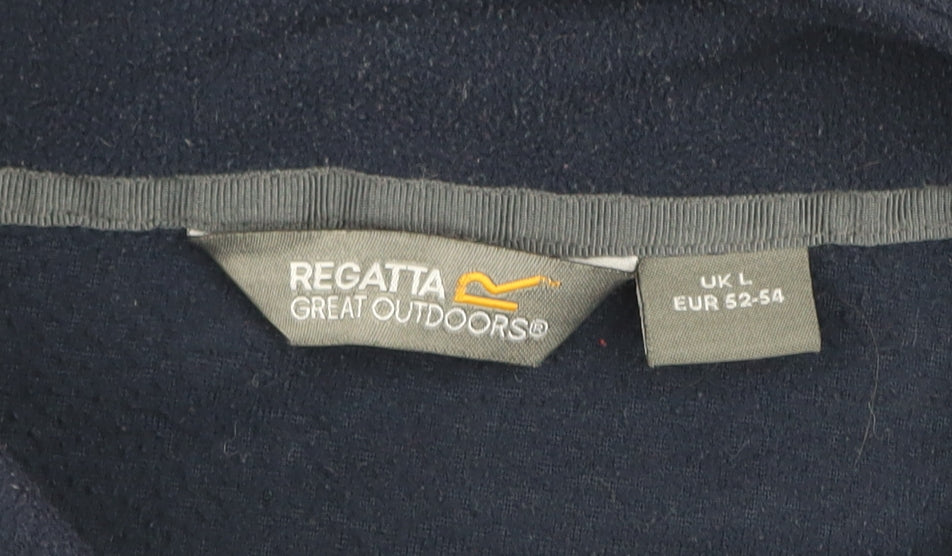 REGATTA
GREAT OUTDOORS®
UK L
EUR 52-54